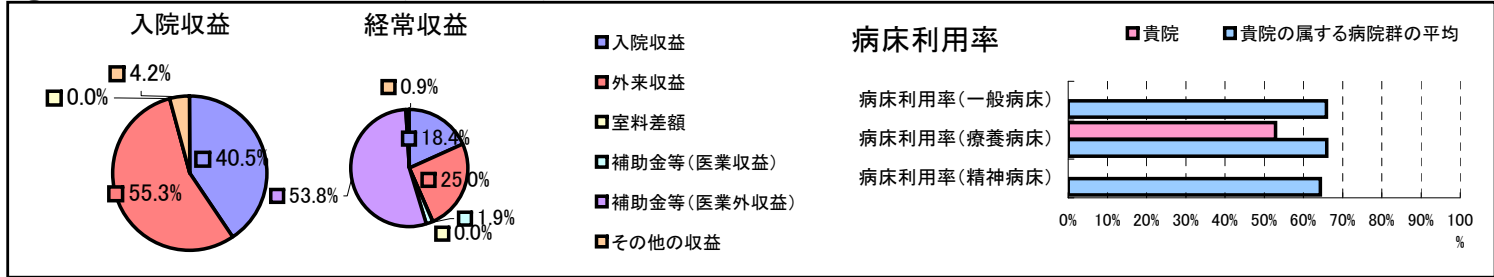 入院収益
4.2%
0.0%
40.5%
55.3%
経常収益
0.9%
18.4%
25.0%
53.8%
1.9%
0.0%
入院収益
外来収益
室料差額
補助金等(医業収益)
補助金等(医業外収益)
その他の収益
病床利用率
貴院
貴院の属する病院群の平均
病床利用率(一般病床)
病床利用率(療養病床)
病床利用率(精神病床)
0% 10% 20% 30% 40% 50% 60% 70% 80% 90% 100
%